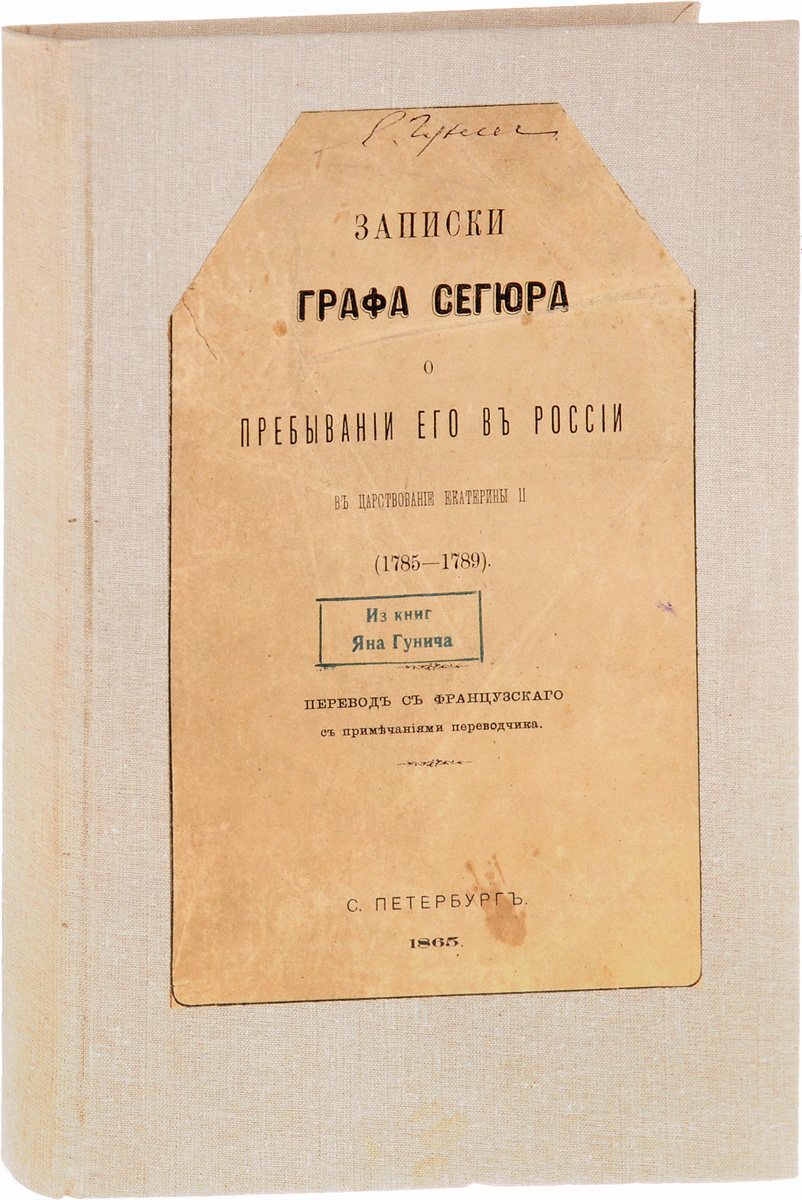 ЗАПИСКИ
ГРАФА СЕГЮРА
О
ПРЕБЫВАНІИ ЕГО ВЪ РОССІИ
ВЪ ЦАРСТВОВАНІЕ ЕКАТЕРИНЫ II
(1785—1789).
Из книг
Яна Гунича
ПЕРЕВОДЪ СЪ ФРАНЦУЗСКАГО
съ примѣчаніями переводчика.
С. ПЕТЕРБУРГЪ.
1865.